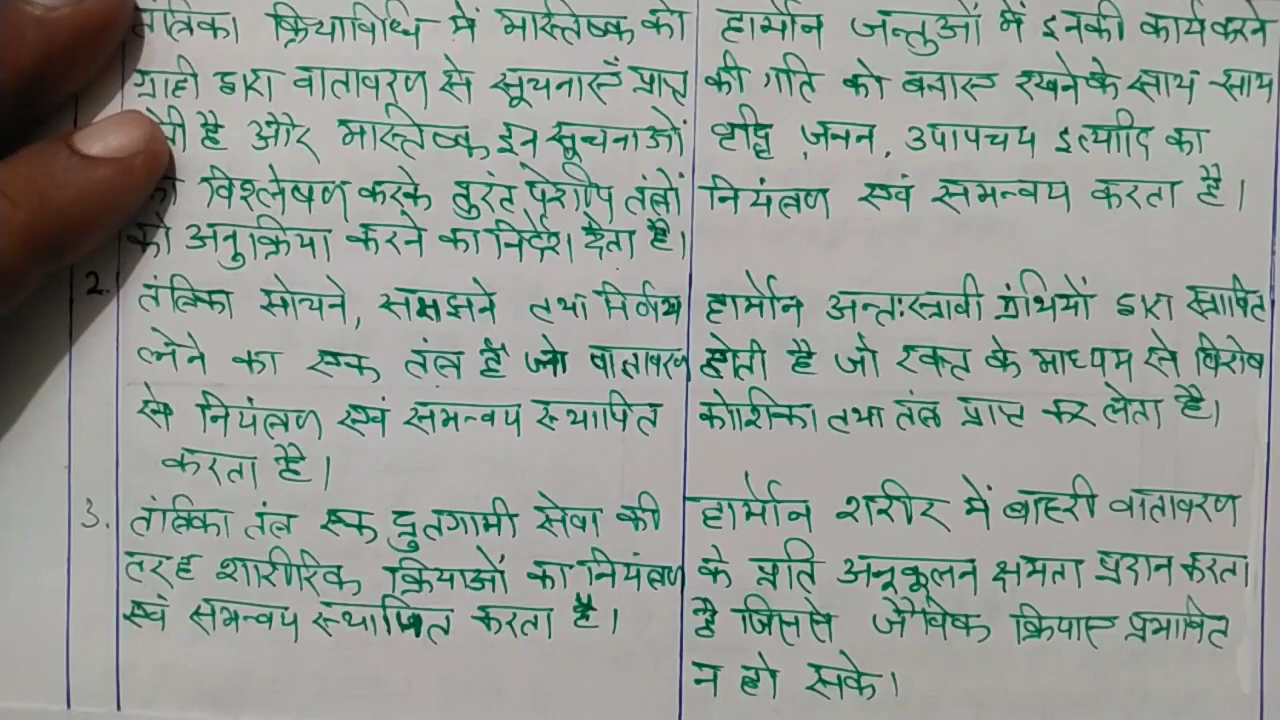 तंत्रिका क्रियाविधि में मस्तिष्क को
ग्राही द्वारा वातावरण से सूचनाएँ प्राप्त
है और मस्तिष्क इन सूचनाओं
विश्लेषण करके तुरंत पेशीय तंत्रों
को अनुक्रिया करने का निर्देश देता है।
हार्मोन जन्तुओं में इनकी कार्य करने
की गति को बनाए रखने के साथ-साथ
वृद्धि, जनन, उपापचय इत्यादि का
नियंत्रण एवं समन्वय करता है।
2. तंत्रिका सोचने, समझने तथा निर्णय
लेने का एक तंत्र है जो वातावरण
से नियंत्रण एवं समन्वय स्थापित
करता है।
हार्मोन अन्तःस्त्रावी ग्रंथियों द्वारा स्त्रावित
होती है जो रक्त के माध्यम से विशेष
कोशिका तथा तंत्र प्राप्त कर लेता है।
3. तंत्रिका तंत्र एक द्रुतगामी सेवा की
तरह शारीरिक क्रियाओं का नियंत्रण
एवं समन्वय स्थापित करता है।
हार्मोन शरीर में बाहरी वातावरण
के प्रति अनुकूलन क्षमता प्रदान करता
है जिससे जैविक क्रियाएँ प्रभावित
न हो सके।